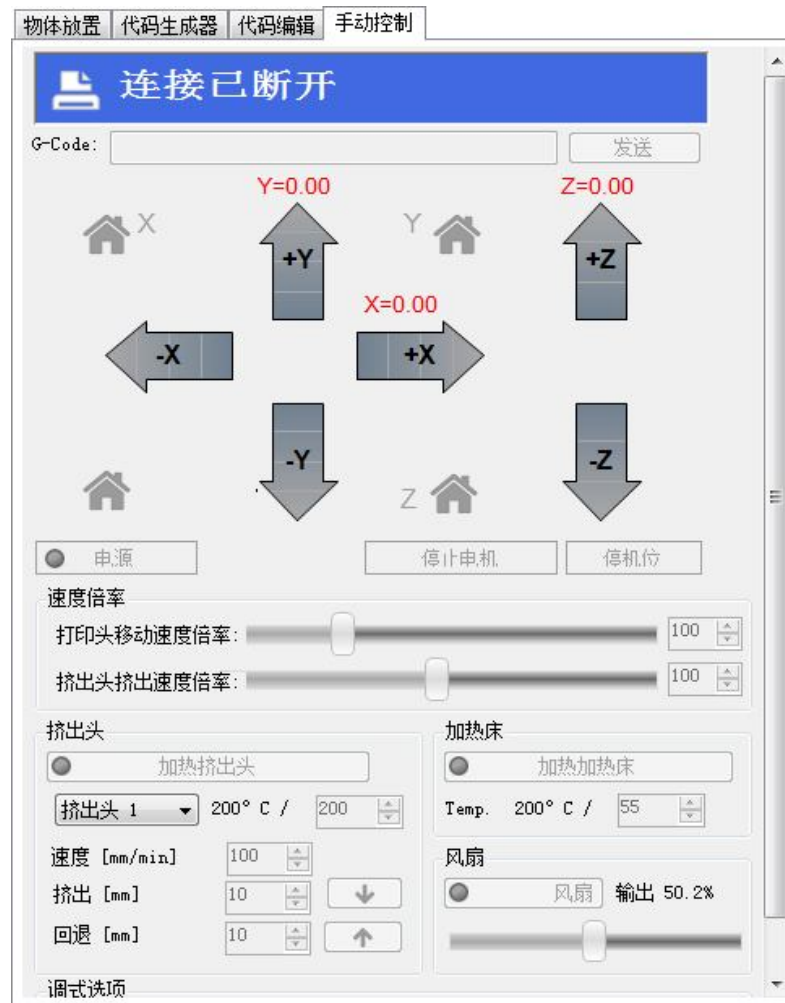 物体放置 代码生成器 代码编辑 手动控制
连接已断开
G-Code: 发送
Y=0.00 Z=0.00
X Y
+Y +Z
X=0.00
-X +X
-Y -Z
Z
电源 停止电机 停机位
速度倍率
打印头移动速度倍率: 100
挤出头挤出速度倍率: 100
挤出头 加热床
加热挤出头 加热加热床
挤出头 1 200° C / 200 Temp. 200° C / 55
速度 [mm/min] 100 风扇
挤出 [mm] 10 风扇 输出 50.2%
回退 [mm] 10
调式选项